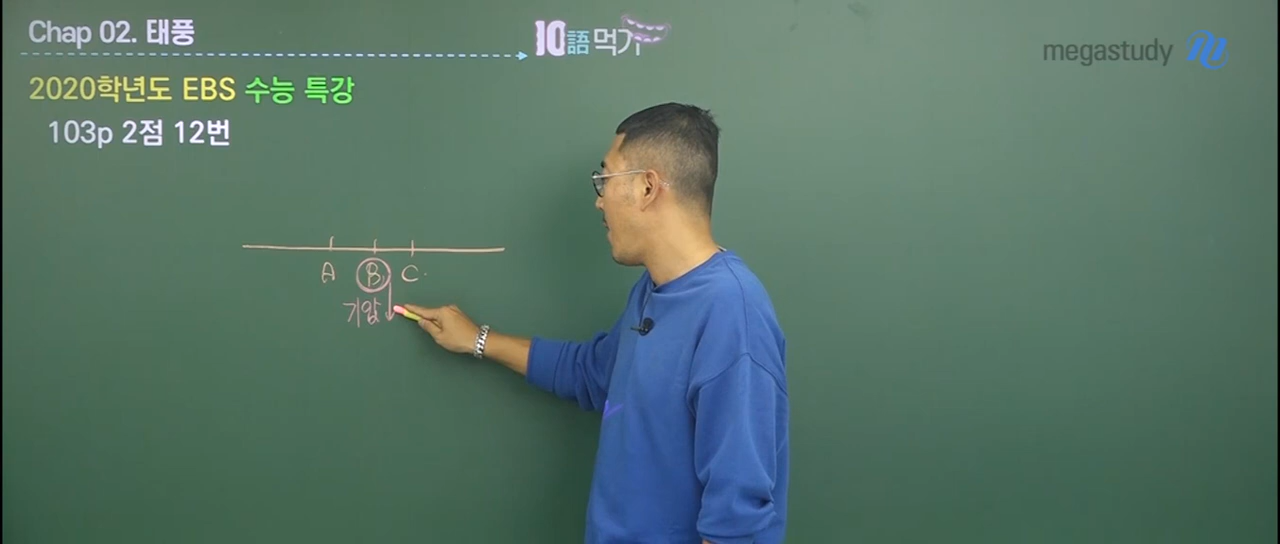 Chap 02. 태풍
10語먹기
megastudy
2020학년도 EBS 수능 특강
103p 2점 12번
A B C
기압